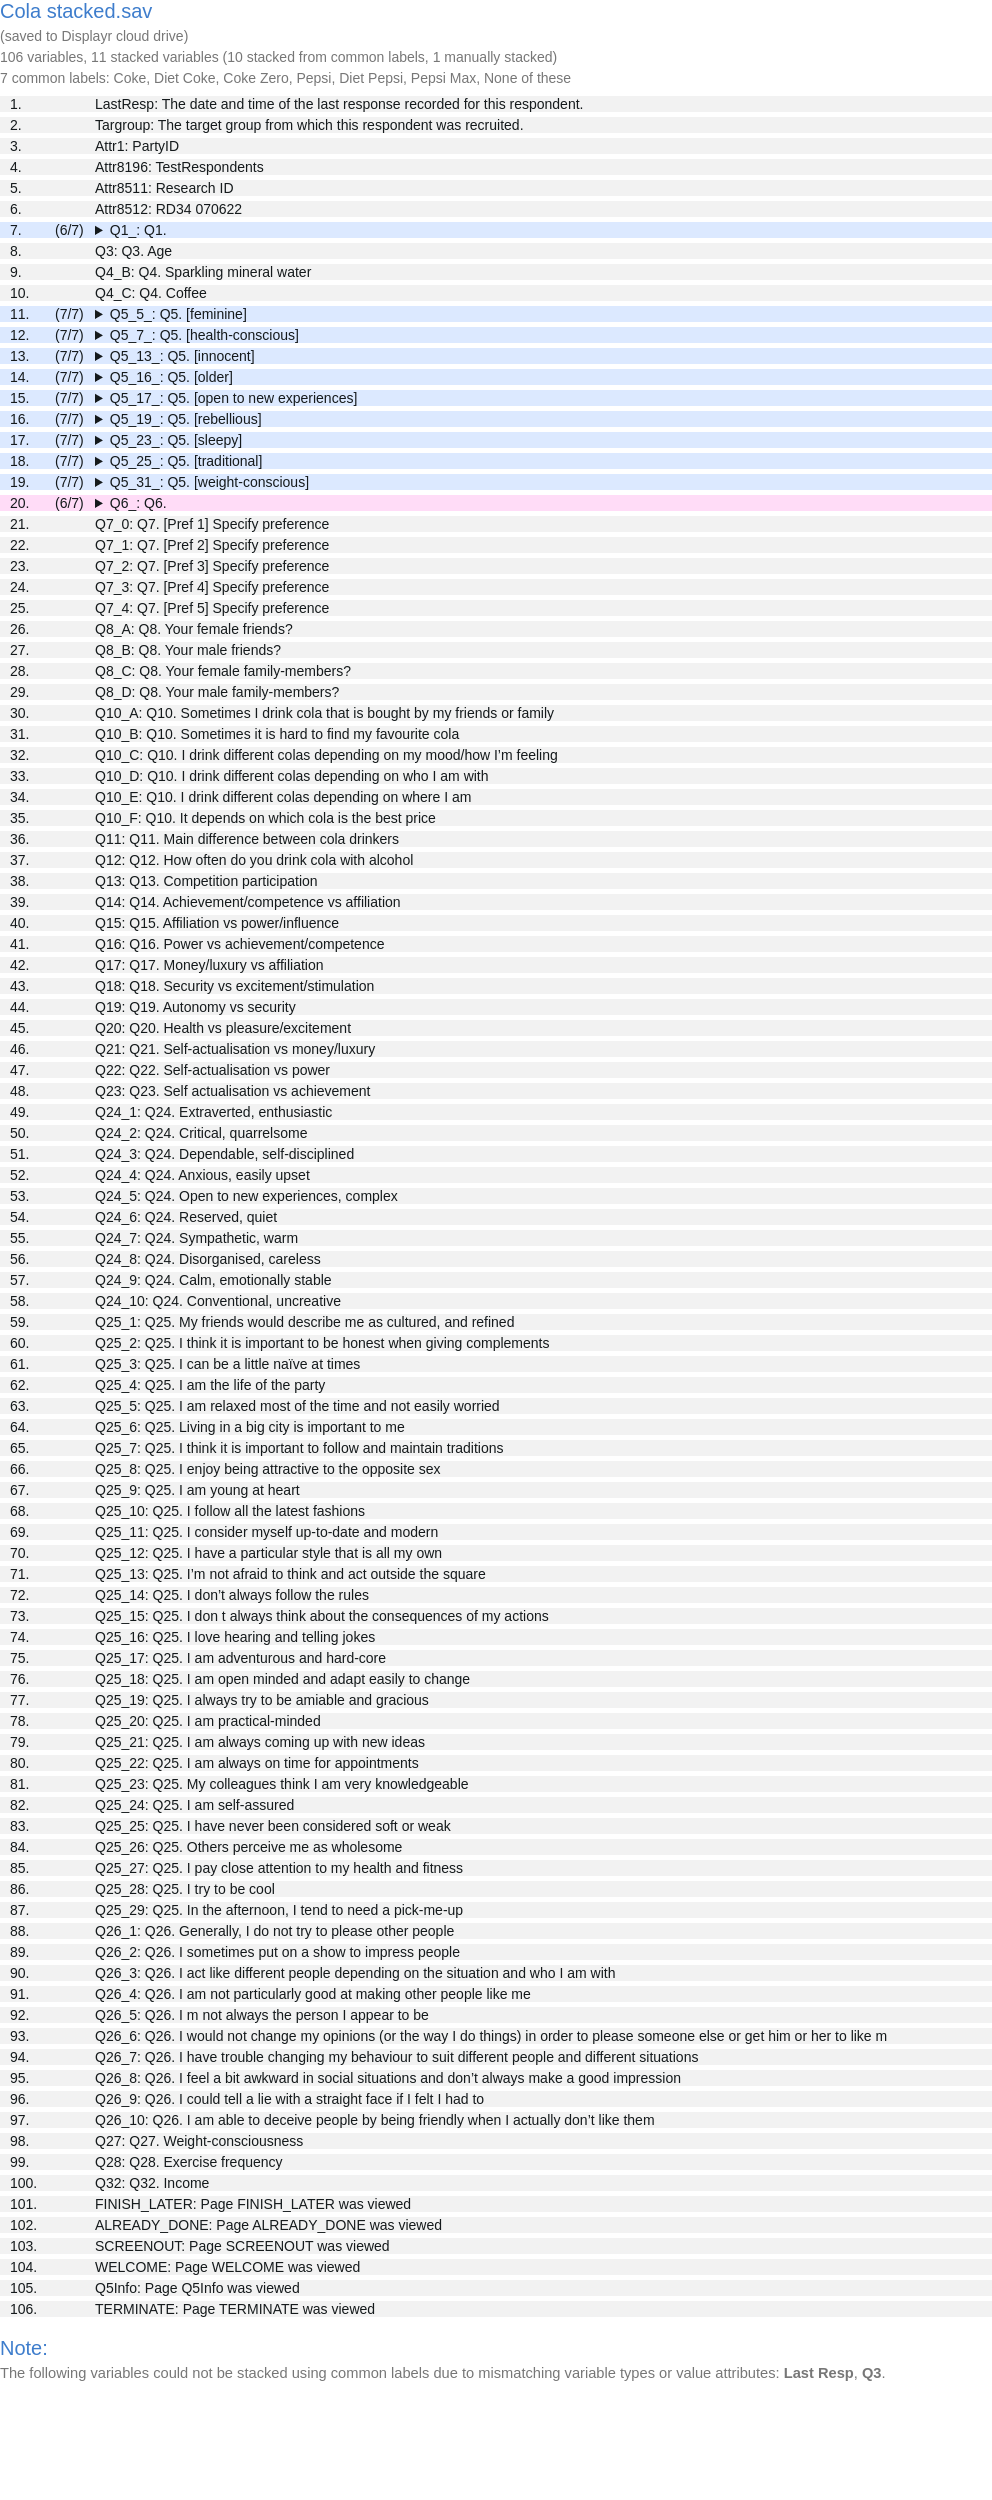 Cola stacked.sav
(saved to Displayr cloud drive)
106 variables, 11 stacked variables (10 stacked from common labels, 1 manually stacked)
7 common labels: Coke, Diet Coke, Coke Zero, Pepsi, Diet Pepsi, Pepsi Max, None of these
1. LastResp: The date and time of the last response recorded for this respondent.
2. Targroup: The target group from which this respondent was recruited.
3. Attr1: PartyID
4. Attr8196: TestRespondents
5. Attr8511: Research ID
6. Attr8512: RD34 070622
7. (6/7) ▶ Q1_: Q1.
8. Q3: Q3. Age
9. Q4_B: Q4. Sparkling mineral water
10. Q4_C: Q4. Coffee
11. (7/7) ▶ Q5_5_: Q5. [feminine]
12. (7/7) ▶ Q5_7_: Q5. [health-conscious]
13. (7/7) ▶ Q5_13_: Q5. [innocent]
14. (7/7) ▶ Q5_16_: Q5. [older]
15. (7/7) ▶ Q5_17_: Q5. [open to new experiences]
16. (7/7) ▶ Q5_19_: Q5. [rebellious]
17. (7/7) ▶ Q5_23_: Q5. [sleepy]
18. (7/7) ▶ Q5_25_: Q5. [traditional]
19. (7/7) ▶ Q5_31_: Q5. [weight-conscious]
20. (6/7) ▶ Q6_: Q6.
21. Q7_0: Q7. [Pref 1] Specify preference
22. Q7_1: Q7. [Pref 2] Specify preference
23. Q7_2: Q7. [Pref 3] Specify preference
24. Q7_3: Q7. [Pref 4] Specify preference
25. Q7_4: Q7. [Pref 5] Specify preference
26. Q8_A: Q8. Your female friends?
27. Q8_B: Q8. Your male friends?
28. Q8_C: Q8. Your female family-members?
29. Q8_D: Q8. Your male family-members?
30. Q10_A: Q10. Sometimes I drink cola that is bought by my friends or family
31. Q10_B: Q10. Sometimes it is hard to find my favourite cola
32. Q10_C: Q10. I drink different colas depending on my mood/how I’m feeling
33. Q10_D: Q10. I drink different colas depending on who I am with
34. Q10_E: Q10. I drink different colas depending on where I am
35. Q10_F: Q10. It depends on which cola is the best price
36. Q11: Q11. Main difference between cola drinkers
37. Q12: Q12. How often do you drink cola with alcohol
38. Q13: Q13. Competition participation
39. Q14: Q14. Achievement/competence vs affiliation
40. Q15: Q15. Affiliation vs power/influence
41. Q16: Q16. Power vs achievement/competence
42. Q17: Q17. Money/luxury vs affiliation
43. Q18: Q18. Security vs excitement/stimulation
44. Q19: Q19. Autonomy vs security
45. Q20: Q20. Health vs pleasure/excitement
46. Q21: Q21. Self-actualisation vs money/luxury
47. Q22: Q22. Self-actualisation vs power
48. Q23: Q23. Self actualisation vs achievement
49. Q24_1: Q24. Extraverted, enthusiastic
50. Q24_2: Q24. Critical, quarrelsome
51. Q24_3: Q24. Dependable, self-disciplined
52. Q24_4: Q24. Anxious, easily upset
53. Q24_5: Q24. Open to new experiences, complex
54. Q24_6: Q24. Reserved, quiet
55. Q24_7: Q24. Sympathetic, warm
56. Q24_8: Q24. Disorganised, careless
57. Q24_9: Q24. Calm, emotionally stable
58. Q24_10: Q24. Conventional, uncreative
59. Q25_1: Q25. My friends would describe me as cultured, and refined
60. Q25_2: Q25. I think it is important to be honest when giving complements
61. Q25_3: Q25. I can be a little naïve at times
62. Q25_4: Q25. I am the life of the party
63. Q25_5: Q25. I am relaxed most of the time and not easily worried
64. Q25_6: Q25. Living in a big city is important to me
65. Q25_7: Q25. I think it is important to follow and maintain traditions
66. Q25_8: Q25. I enjoy being attractive to the opposite sex
67. Q25_9: Q25. I am young at heart
68. Q25_10: Q25. I follow all the latest fashions
69. Q25_11: Q25. I consider myself up-to-date and modern
70. Q25_12: Q25. I have a particular style that is all my own
71. Q25_13: Q25. I’m not afraid to think and act outside the square
72. Q25_14: Q25. I don’t always follow the rules
73. Q25_15: Q25. I don t always think about the consequences of my actions
74. Q25_16: Q25. I love hearing and telling jokes
75. Q25_17: Q25. I am adventurous and hard-core
76. Q25_18: Q25. I am open minded and adapt easily to change
77. Q25_19: Q25. I always try to be amiable and gracious
78. Q25_20: Q25. I am practical-minded
79. Q25_21: Q25. I am always coming up with new ideas
80. Q25_22: Q25. I am always on time for appointments
81. Q25_23: Q25. My colleagues think I am very knowledgeable
82. Q25_24: Q25. I am self-assured
83. Q25_25: Q25. I have never been considered soft or weak
84. Q25_26: Q25. Others perceive me as wholesome
85. Q25_27: Q25. I pay close attention to my health and fitness
86. Q25_28: Q25. I try to be cool
87. Q25_29: Q25. In the afternoon, I tend to need a pick-me-up
88. Q26_1: Q26. Generally, I do not try to please other people
89. Q26_2: Q26. I sometimes put on a show to impress people
90. Q26_3: Q26. I act like different people depending on the situation and who I am with
91. Q26_4: Q26. I am not particularly good at making other people like me
92. Q26_5: Q26. I m not always the person I appear to be
93. Q26_6: Q26. I would not change my opinions (or the way I do things) in order to please someone else or get him or her to like m
94. Q26_7: Q26. I have trouble changing my behaviour to suit different people and different situations
95. Q26_8: Q26. I feel a bit awkward in social situations and don’t always make a good impression
96. Q26_9: Q26. I could tell a lie with a straight face if I felt I had to
97. Q26_10: Q26. I am able to deceive people by being friendly when I actually don’t like them
98. Q27: Q27. Weight-consciousness
99. Q28: Q28. Exercise frequency
100. Q32: Q32. Income
101. FINISH_LATER: Page FINISH_LATER was viewed
102. ALREADY_DONE: Page ALREADY_DONE was viewed
103. SCREENOUT: Page SCREENOUT was viewed
104. WELCOME: Page WELCOME was viewed
105. Q5Info: Page Q5Info was viewed
106. TERMINATE: Page TERMINATE was viewed
Note:
The following variables could not be stacked using common labels due to mismatching variable types or value attributes: Last Resp, Q3.